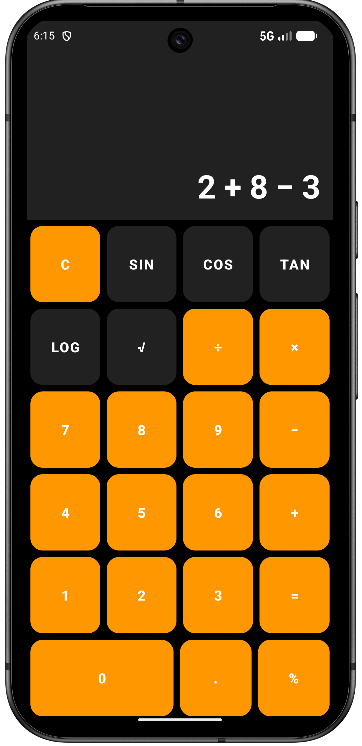 6:15 5G
2 + 8 − 3
C SIN COS TAN
LOG √ ÷ ×
7 8 9 −
4 5 6 +
1 2 3 =
0 . %